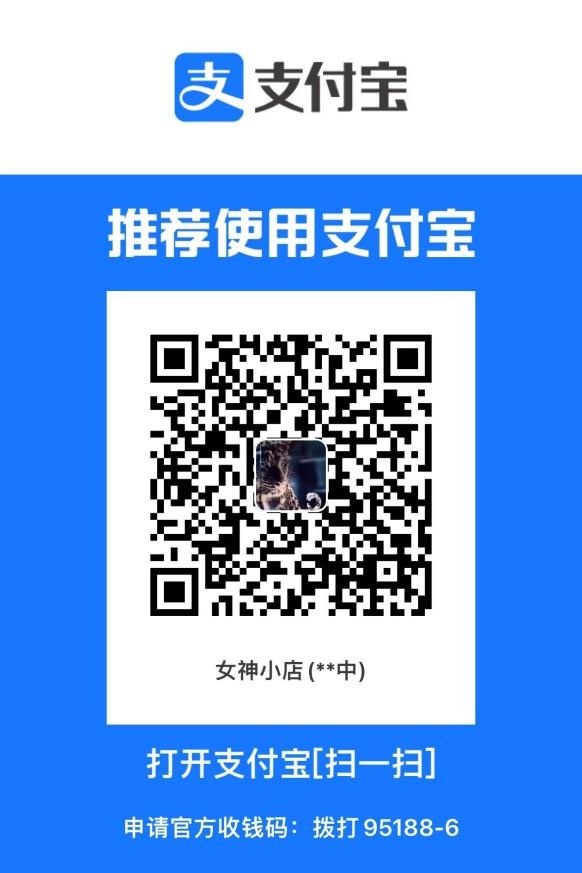 支 支付宝
推荐使用支付宝
女神小店 (**中)
打开支付宝[扫一扫]
申请官方收钱码：拨打 95188-6